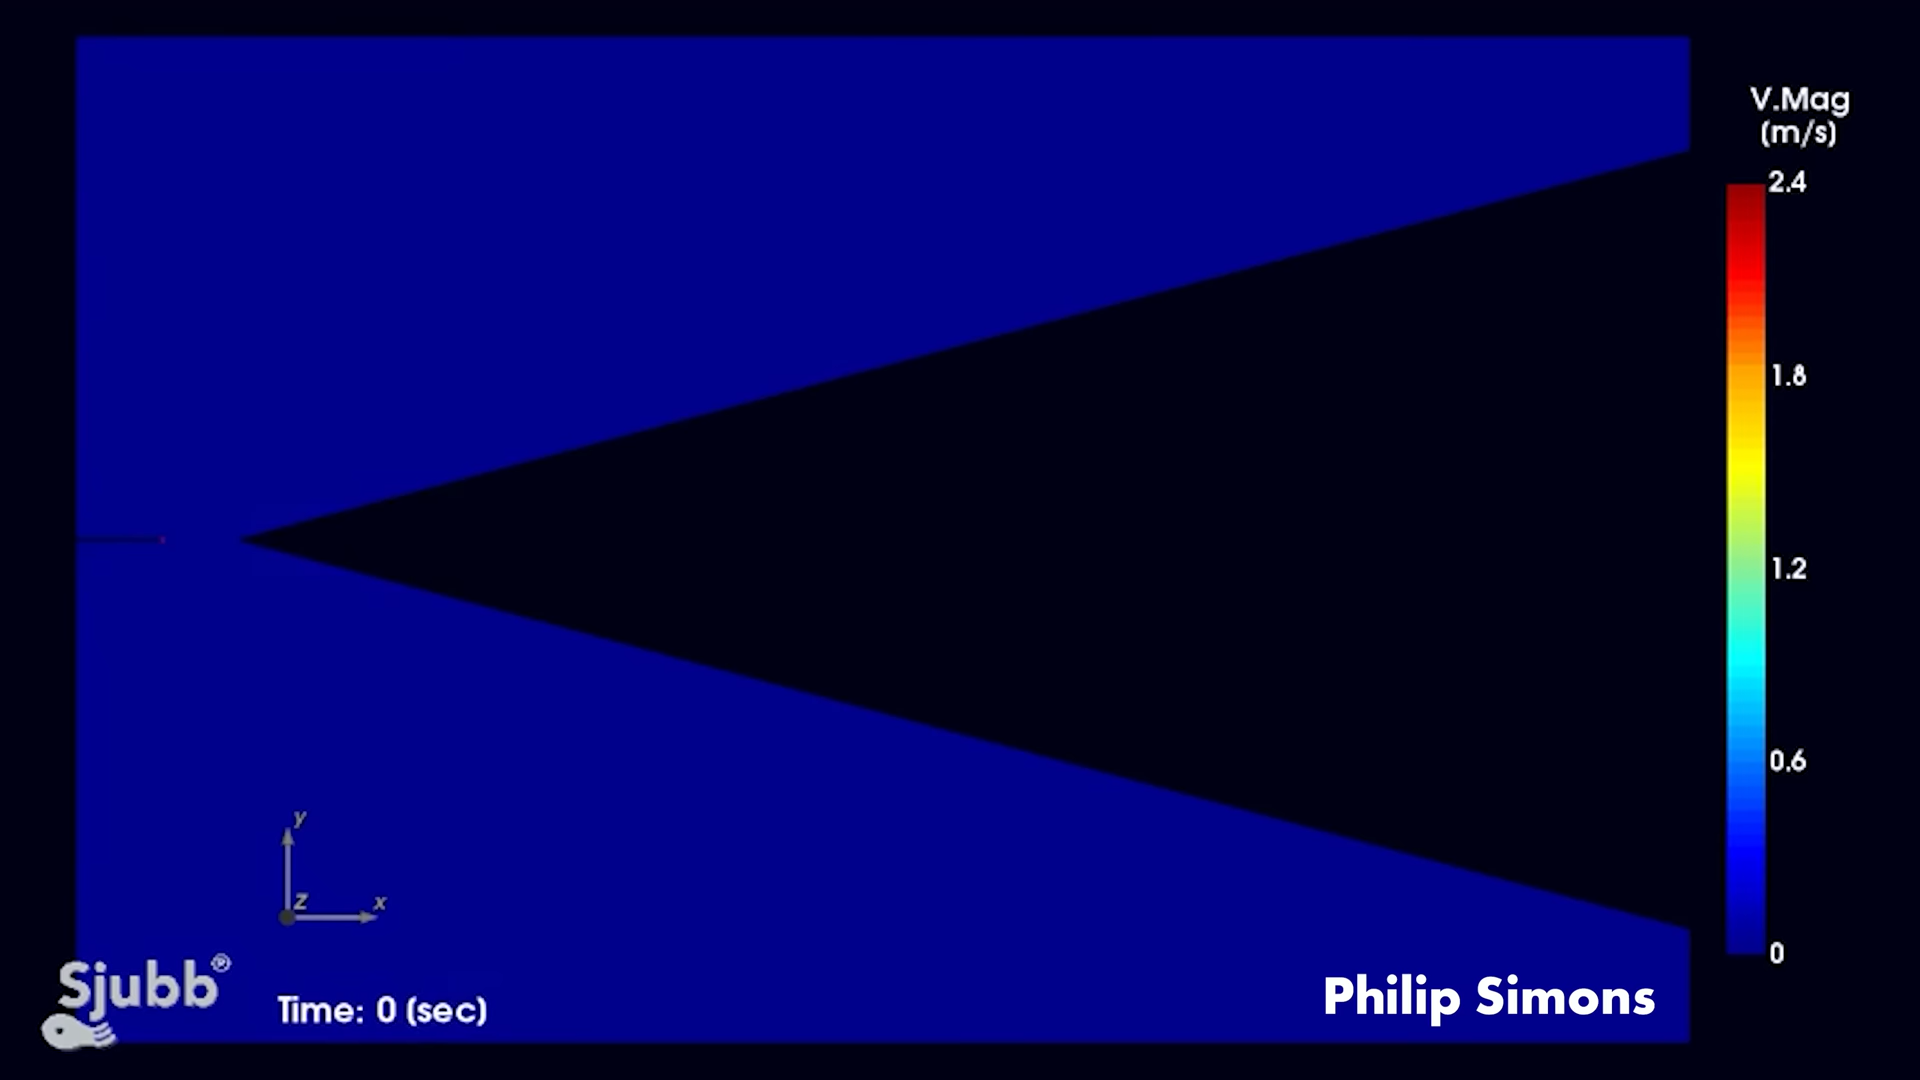 V.Mag
(m/s)
2.4
1.8
1.2
0.6
0
y
z
x
Sjubb®
Time: 0 (sec)
Philip Simons